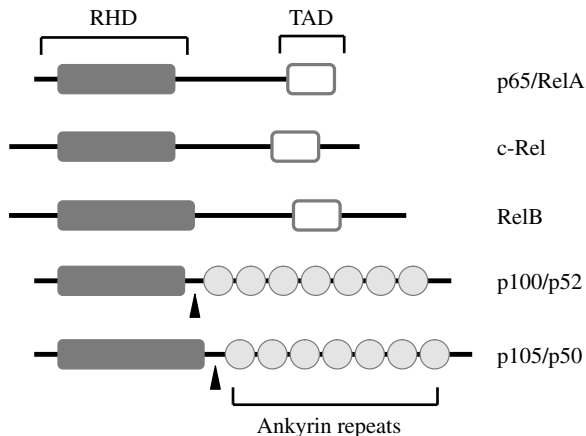 RHD TAD
p65/RelA
c-Rel
RelB
p100/p52
p105/p50
Ankyrin repeats